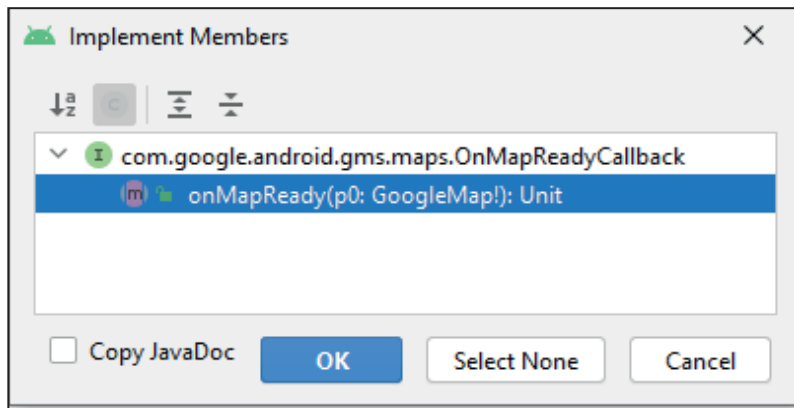 Implement Members
com.google.android.gms.maps.OnMapReadyCallback
onMapReady(p0: GoogleMap!): Unit
Copy JavaDoc
OK
Select None
Cancel